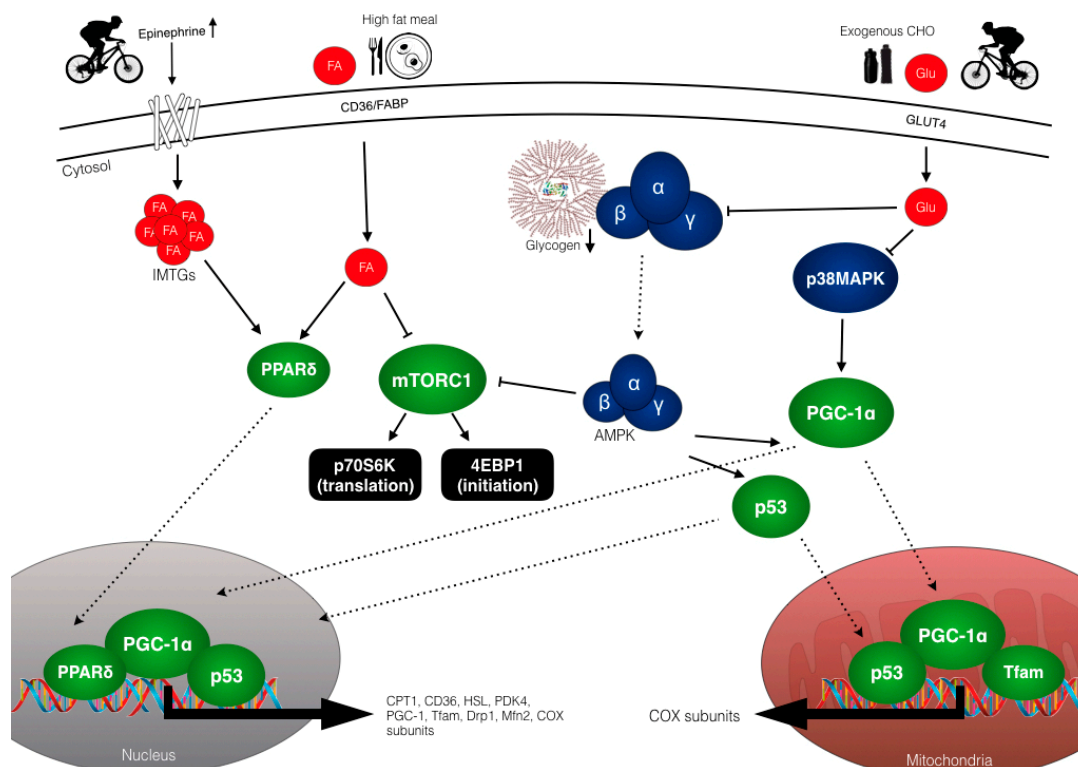 Epinephrine
High fat meal
Exogenous CHO
FA
Glu
CD36/FABP
GLUT4
Cytosol
FA
FA
FA
FA
FA
FA
IMTGs
α
β
γ
Glycogen
Glu
FA
p38MAPK
PPARδ
mTORC1
α
β
γ
AMPK
PGC-1α
p70S6K
(translation)
4EBP1
(initiation)
p53
PGC-1α
PPARδ
p53
PGC-1α
p53
Tfam
CPT1, CD36, HSL, PDK4,
PGC-1, Tfam, Drp1, Mfn2, COX
subunits
COX subunits
Nucleus
Mitochondria